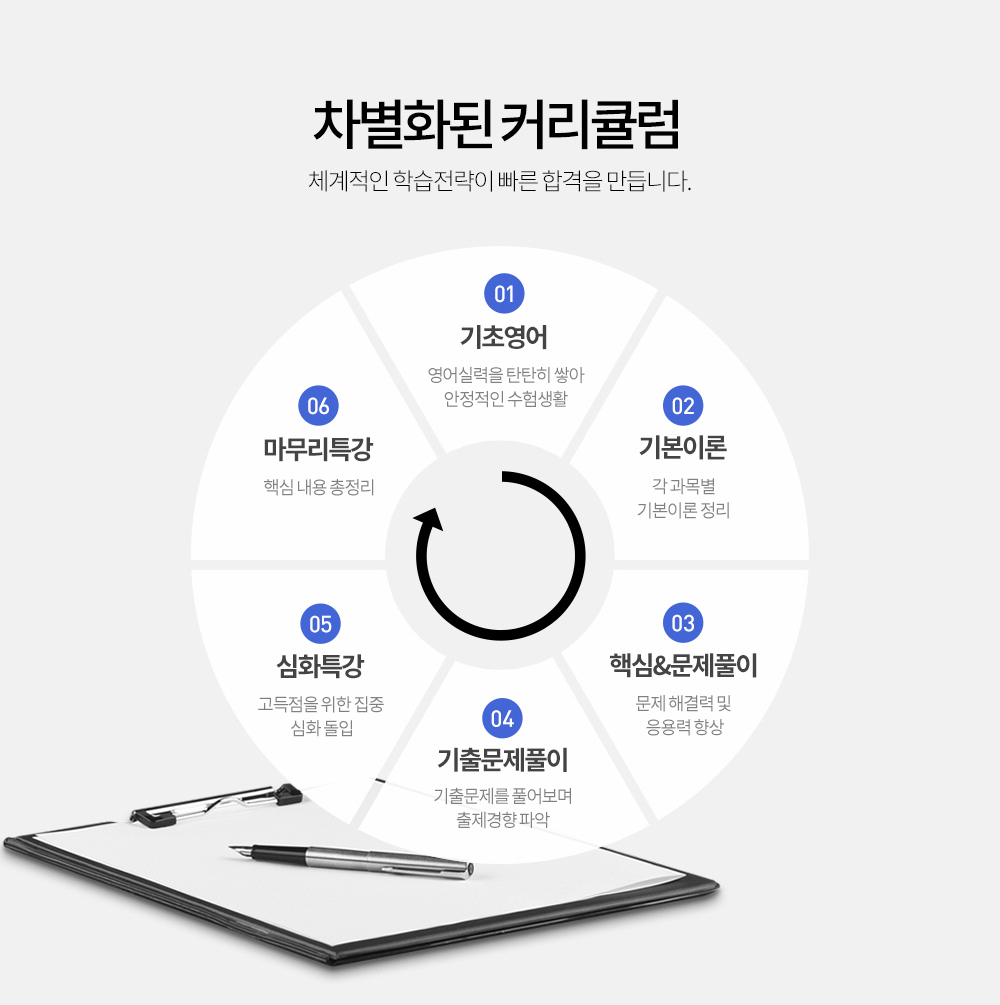 차별화된 커리큘럼
체계적인 학습전략이 빠른 합격을 만듭니다.
01
기초영어
영어실력을 탄탄히 쌓아
안정적인 수험생활
02
기본이론
각 과목별
기본이론 정리
03
핵심&문제풀이
문제 해결력 및
응용력 향상
04
기출문제풀이
기출문제를 풀어보며
출제경향 파악
05
심화특강
고득점을 위한 집중
심화 돌입
06
마무리특강
핵심 내용 총정리